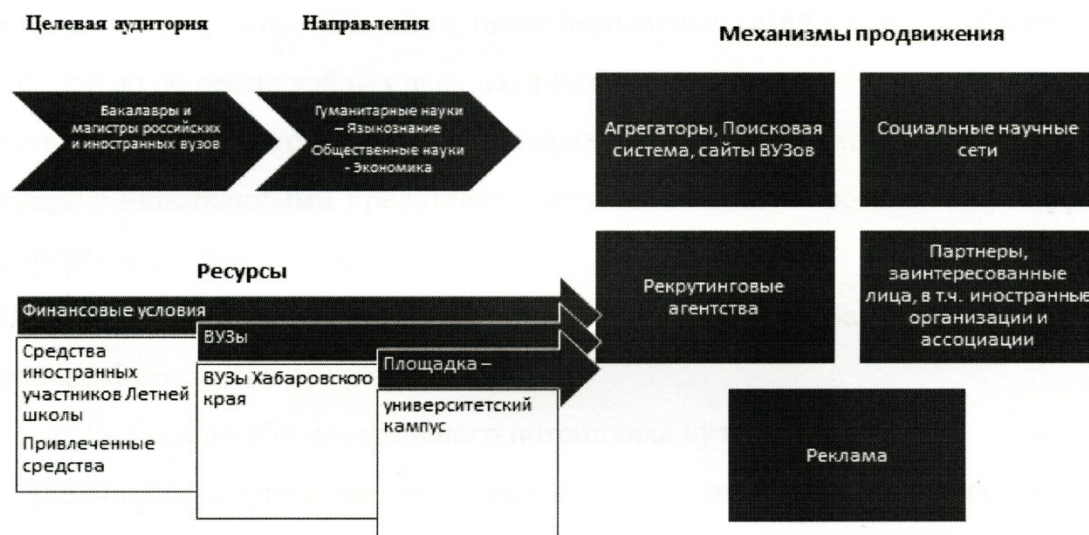 Целевая аудитория
Направления
Бакалавры и
магистры российских
и иностранных вузов
Гуманитарные науки
– Языкознание
Общественные науки
- Экономика
Механизмы продвижения
Агрегаторы, Поисковая
система, сайты ВУЗов
Социальные научные
сети
Рекрутинговые
агентства
Партнеры,
заинтересованные
лица, в т.ч. иностранные
организации и
ассоциации
Реклама
Ресурсы
Финансовые условия
Средства
иностранных
участников Летней
школы
Привлеченные
средства
ВУЗы
ВУЗы Хабаровского
края
Площадка –
университетский
кампус